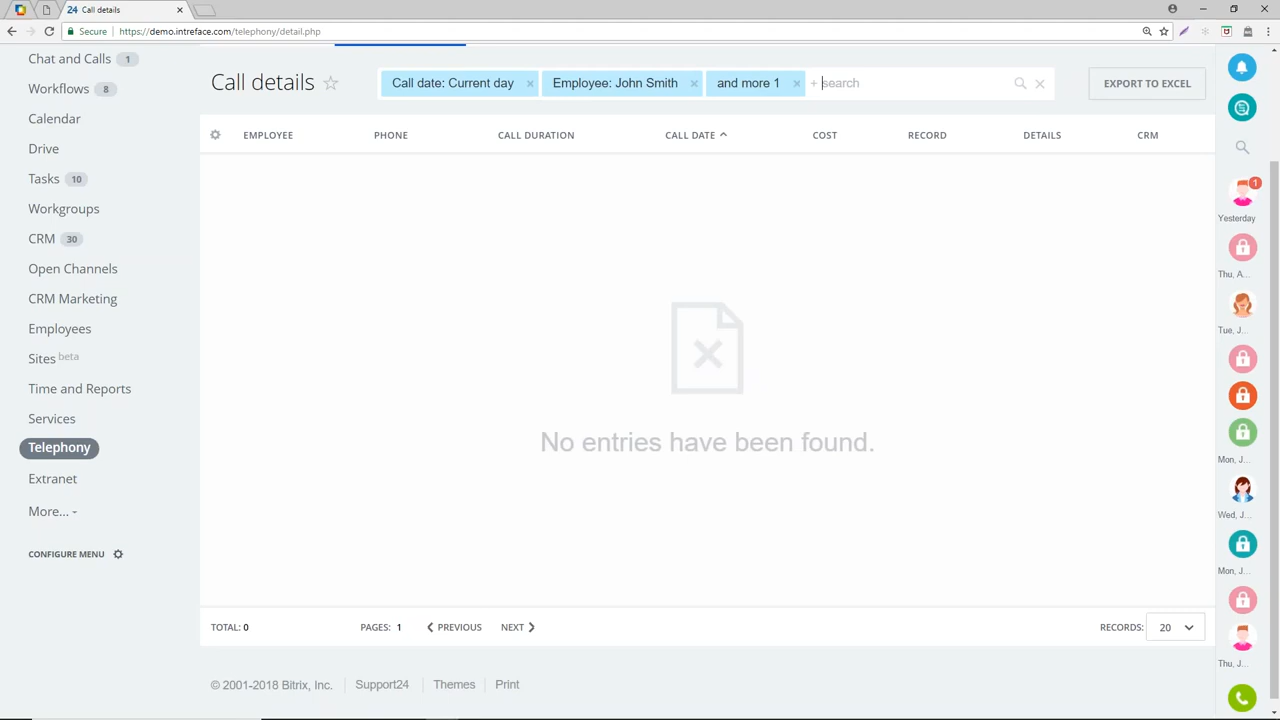 24 Call details
Secure https://demo.intreface.com/telephony/detail.php
Chat and Calls 1
Workflows 8
Calendar
Drive
Tasks 10
Workgroups
CRM 30
Open Channels
CRM Marketing
Employees
Sites beta
Time and Reports
Services
Telephony
Extranet
More...
CONFIGURE MENU
Call details
Call date: Current day Employee: John Smith and more 1 + search
EXPORT TO EXCEL
EMPLOYEE PHONE CALL DURATION CALL DATE COST RECORD DETAILS CRM
No entries have been found.
TOTAL: 0 PAGES: 1 PREVIOUS NEXT RECORDS: 20
© 2001-2018 Bitrix, Inc. Support24 Themes Print
1
Yesterday
Thu, A...
Tue, J...
Mon, J...
Wed, J...
Mon, J...
Thu, J...